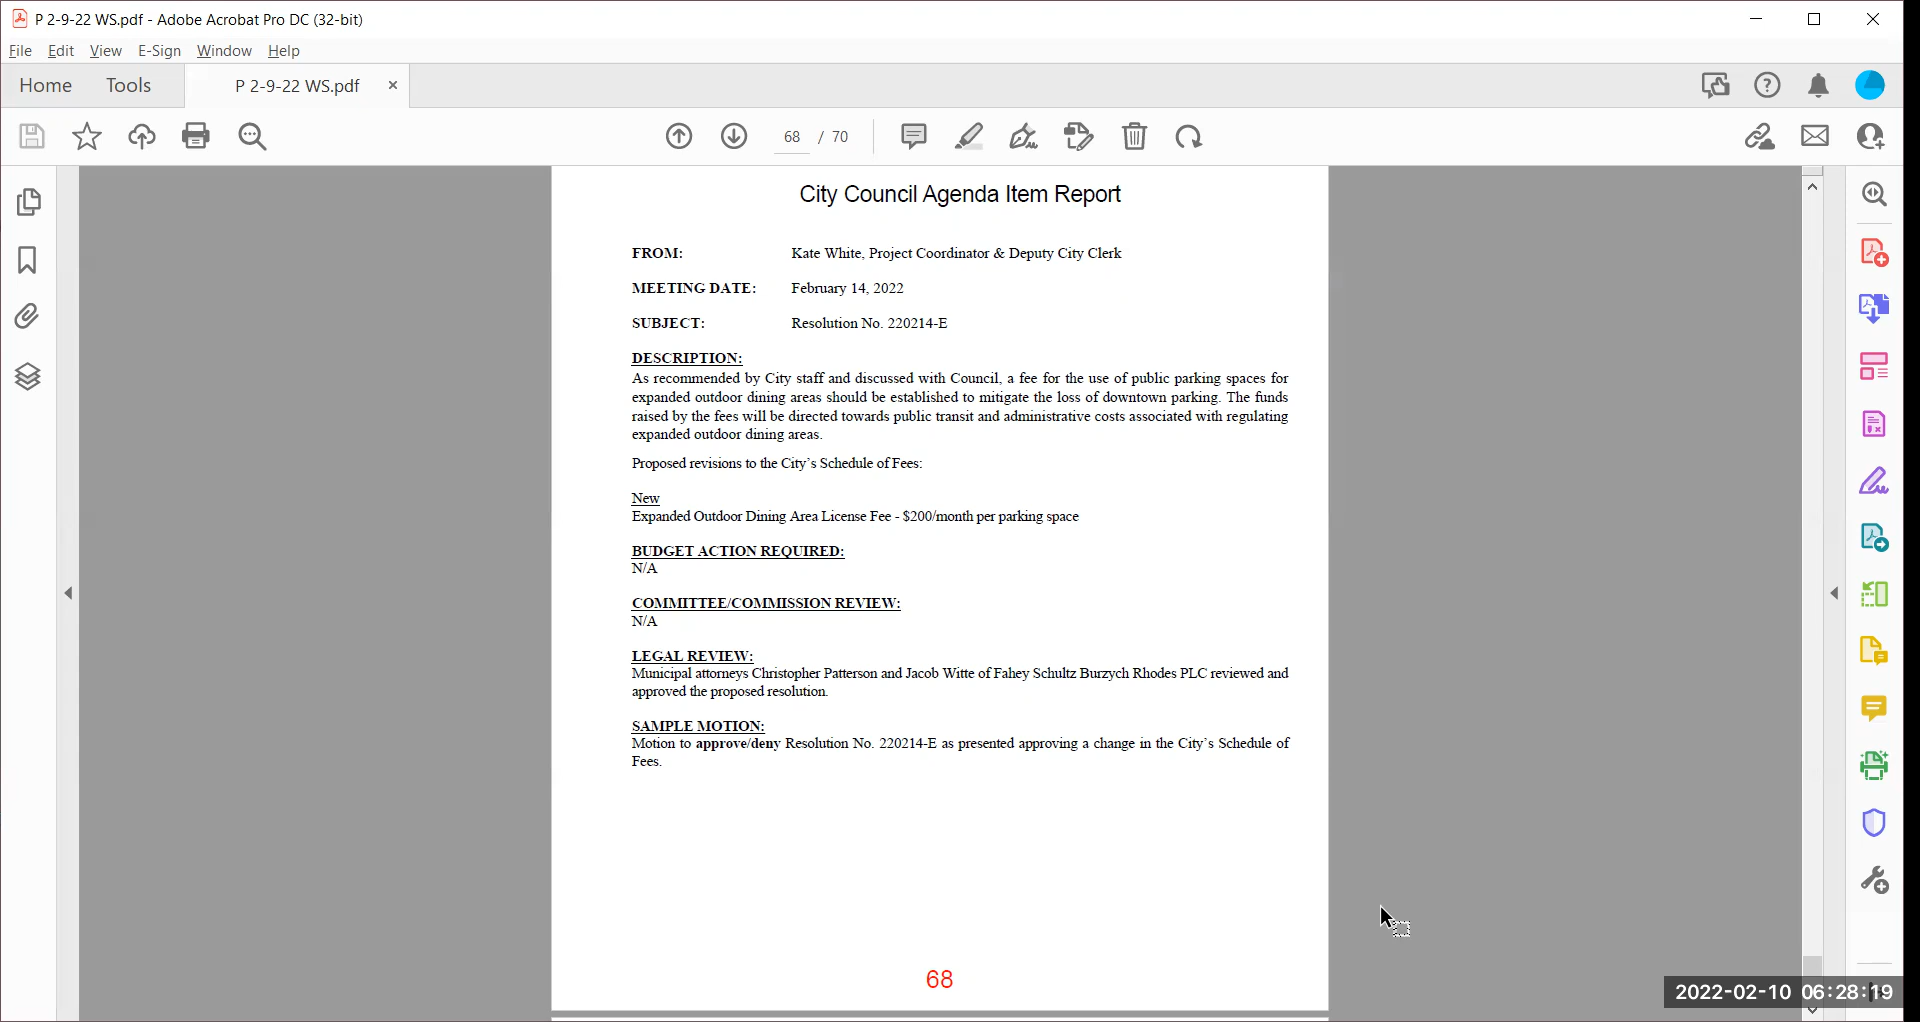 P 2-9-22 WS.pdf - Adobe Acrobat Pro DC (32-bit)
File Edit View E-Sign Window Help
Home Tools P 2-9-22 WS.pdf ×
68 / 70
City Council Agenda Item Report
FROM: Kate White, Project Coordinator & Deputy City Clerk
MEETING DATE: February 14, 2022
SUBJECT: Resolution No. 220214-E
DESCRIPTION:
As recommended by City staff and discussed with Council, a fee for the use of public parking spaces for
expanded outdoor dining areas should be established to mitigate the loss of downtown parking. The funds
raised by the fees will be directed towards public transit and administrative costs associated with regulating
expanded outdoor dining areas.
Proposed revisions to the City's Schedule of Fees:
New
Expanded Outdoor Dining Area License Fee - $200/month per parking space
BUDGET ACTION REQUIRED:
N/A
COMMITTEE/COMMISSION REVIEW:
N/A
LEGAL REVIEW:
Municipal attorneys Christopher Patterson and Jacob Witte of Fahey Schultz Burzych Rhodes PLC reviewed and
approved the proposed resolution.
SAMPLE MOTION:
Motion to approve/deny Resolution No. 220214-E as presented approving a change in the City's Schedule of
Fees.
68
2022-02-10 06:28:19